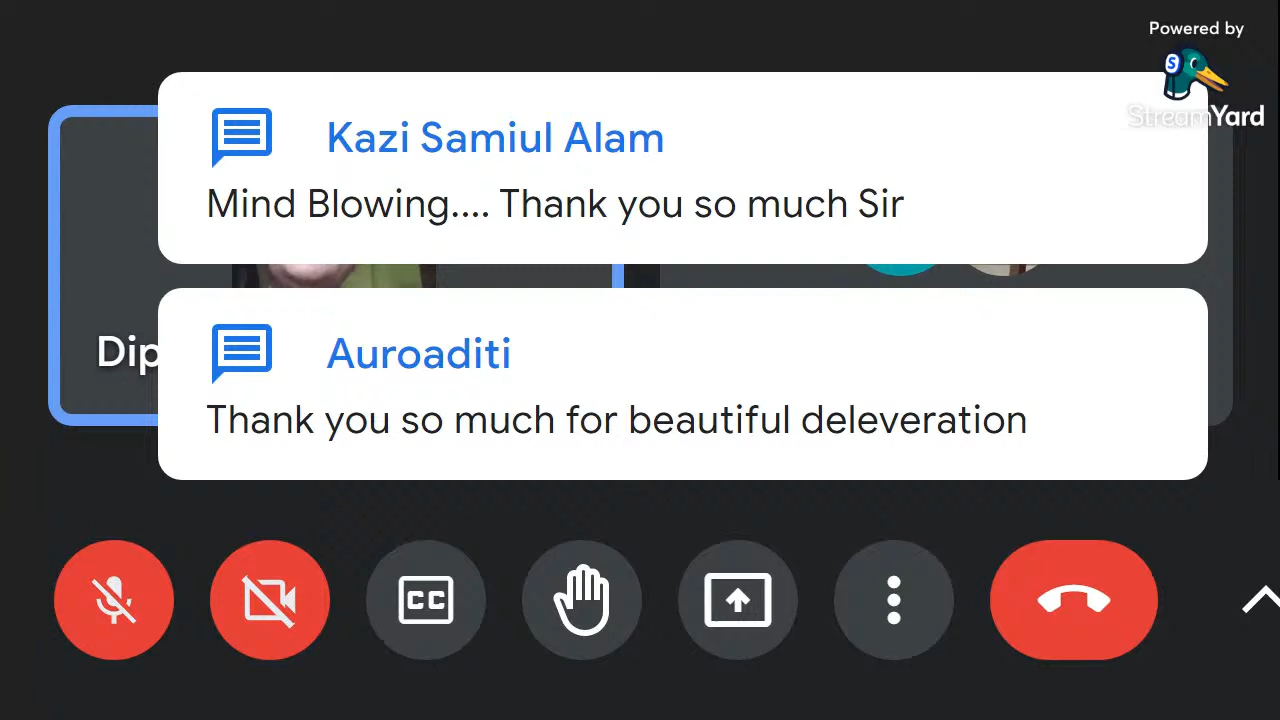 Powered by
StreamYard
Kazi Samiul Alam
Mind Blowing.... Thank you so much Sir
Auroaditi
Dip
Thank you so much for beautiful deleveration
CC